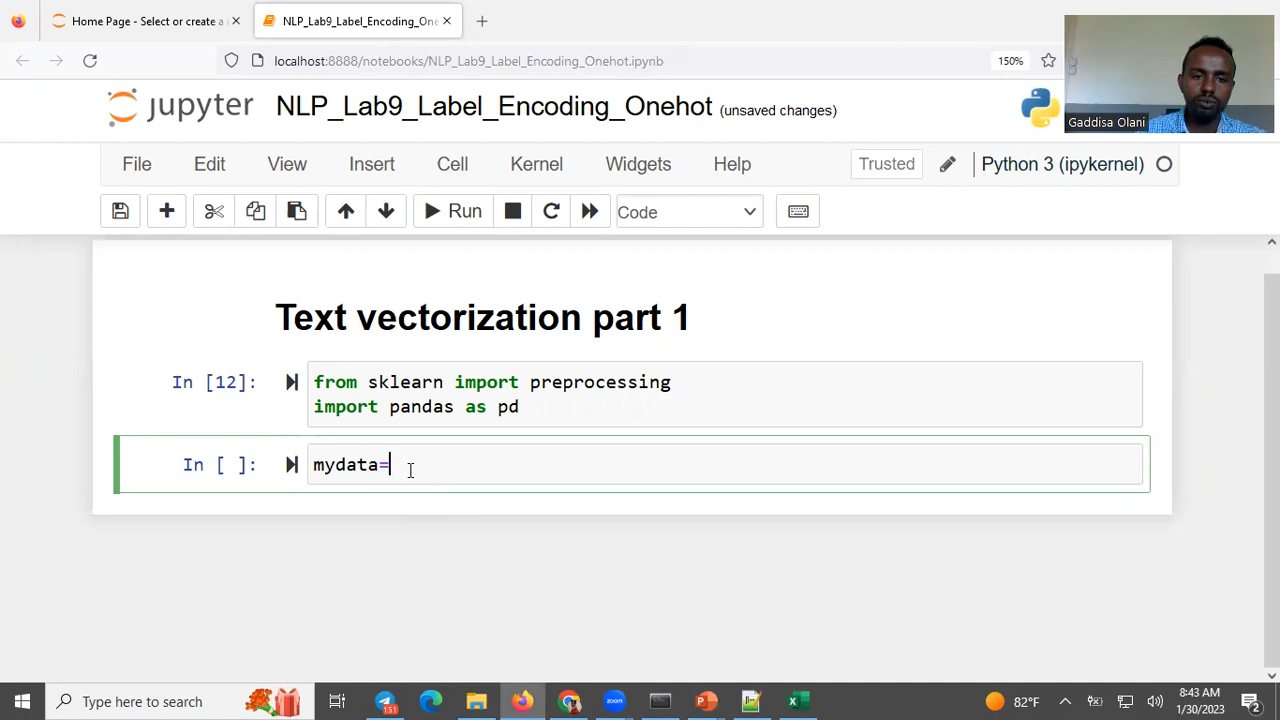 Home Page - Select or create a
NLP_Lab9_Label_Encoding_One
localhost:8888/notebooks/NLP_Lab9_Label_Encoding_Onehot.ipynb
150%
Gaddisa Olani
jupyter
NLP_Lab9_Label_Encoding_Onehot (unsaved changes)
File Edit View Insert Cell Kernel Widgets Help
Trusted
Python 3 (ipykernel)
Run
Code
Text vectorization part 1
In [12]:
from sklearn import preprocessing
import pandas as pd
In [ ]:
mydata=
Type here to search
151
82°F
8:43 AM
1/30/2023
2